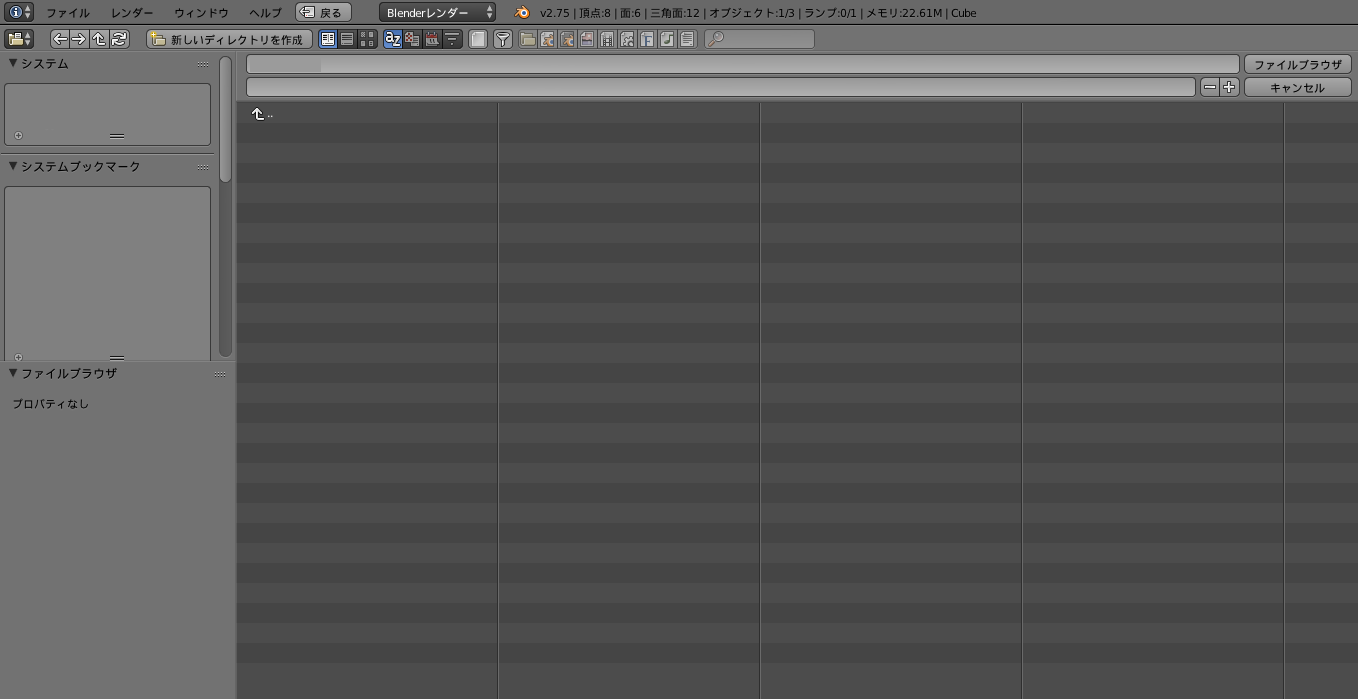 ファイル レンダー ウィンドウ ヘルプ 戻る Blenderレンダー v2.75 | 頂点:8 | 面:6 | 三角面:12 | オブジェクト:1/3 | ランプ:0/1 | メモリ:22.61M | Cube
新しいディレクトリを作成
システム
ファイルブラウザ
キャンセル
..
システムブックマーク
ファイルブラウザ
プロパティなし